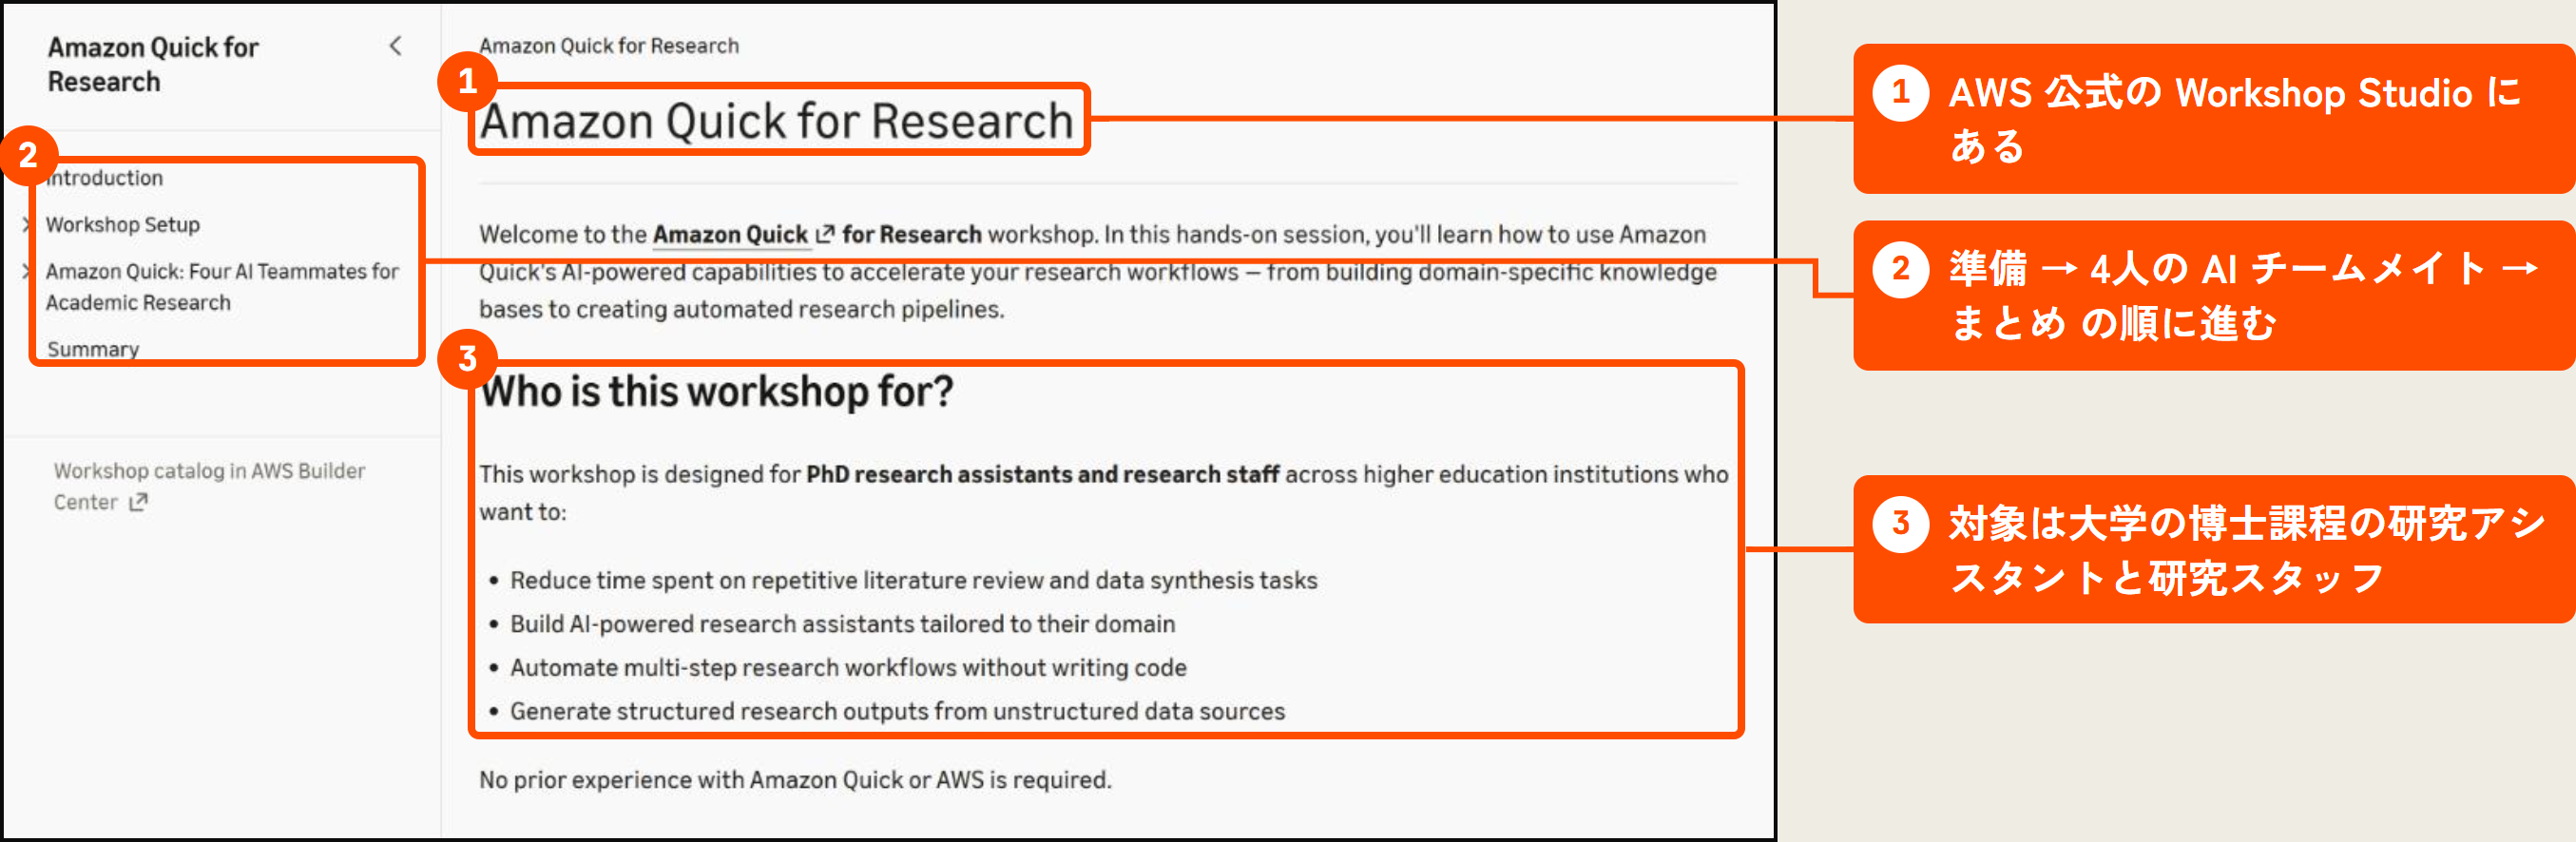 Amazon Quick for
Research
2
Introduction
Workshop Setup
Amazon Quick: Four AI Teammates for
Academic Research
Summary
Workshop catalog in AWS Builder
Center
Amazon Quick for Research
1
Amazon Quick for Research
Welcome to the Amazon Quick for Research workshop. In this hands-on session, you'll learn how to use Amazon
Quick's AI-powered capabilities to accelerate your research workflows – from building domain-specific knowledge
bases to creating automated research pipelines.
3
Who is this workshop for?
This workshop is designed for PhD research assistants and research staff across higher education institutions who
want to:
• Reduce time spent on repetitive literature review and data synthesis tasks
• Build AI-powered research assistants tailored to their domain
• Automate multi-step research workflows without writing code
• Generate structured research outputs from unstructured data sources
No prior experience with Amazon Quick or AWS is required.
1 AWS 公式の Workshop Studio に
ある
2 準備 → 4人の AI チームメイト →
まとめ の順に進む
3 対象は大学の博士課程の研究アシ
スタントと研究スタッフ